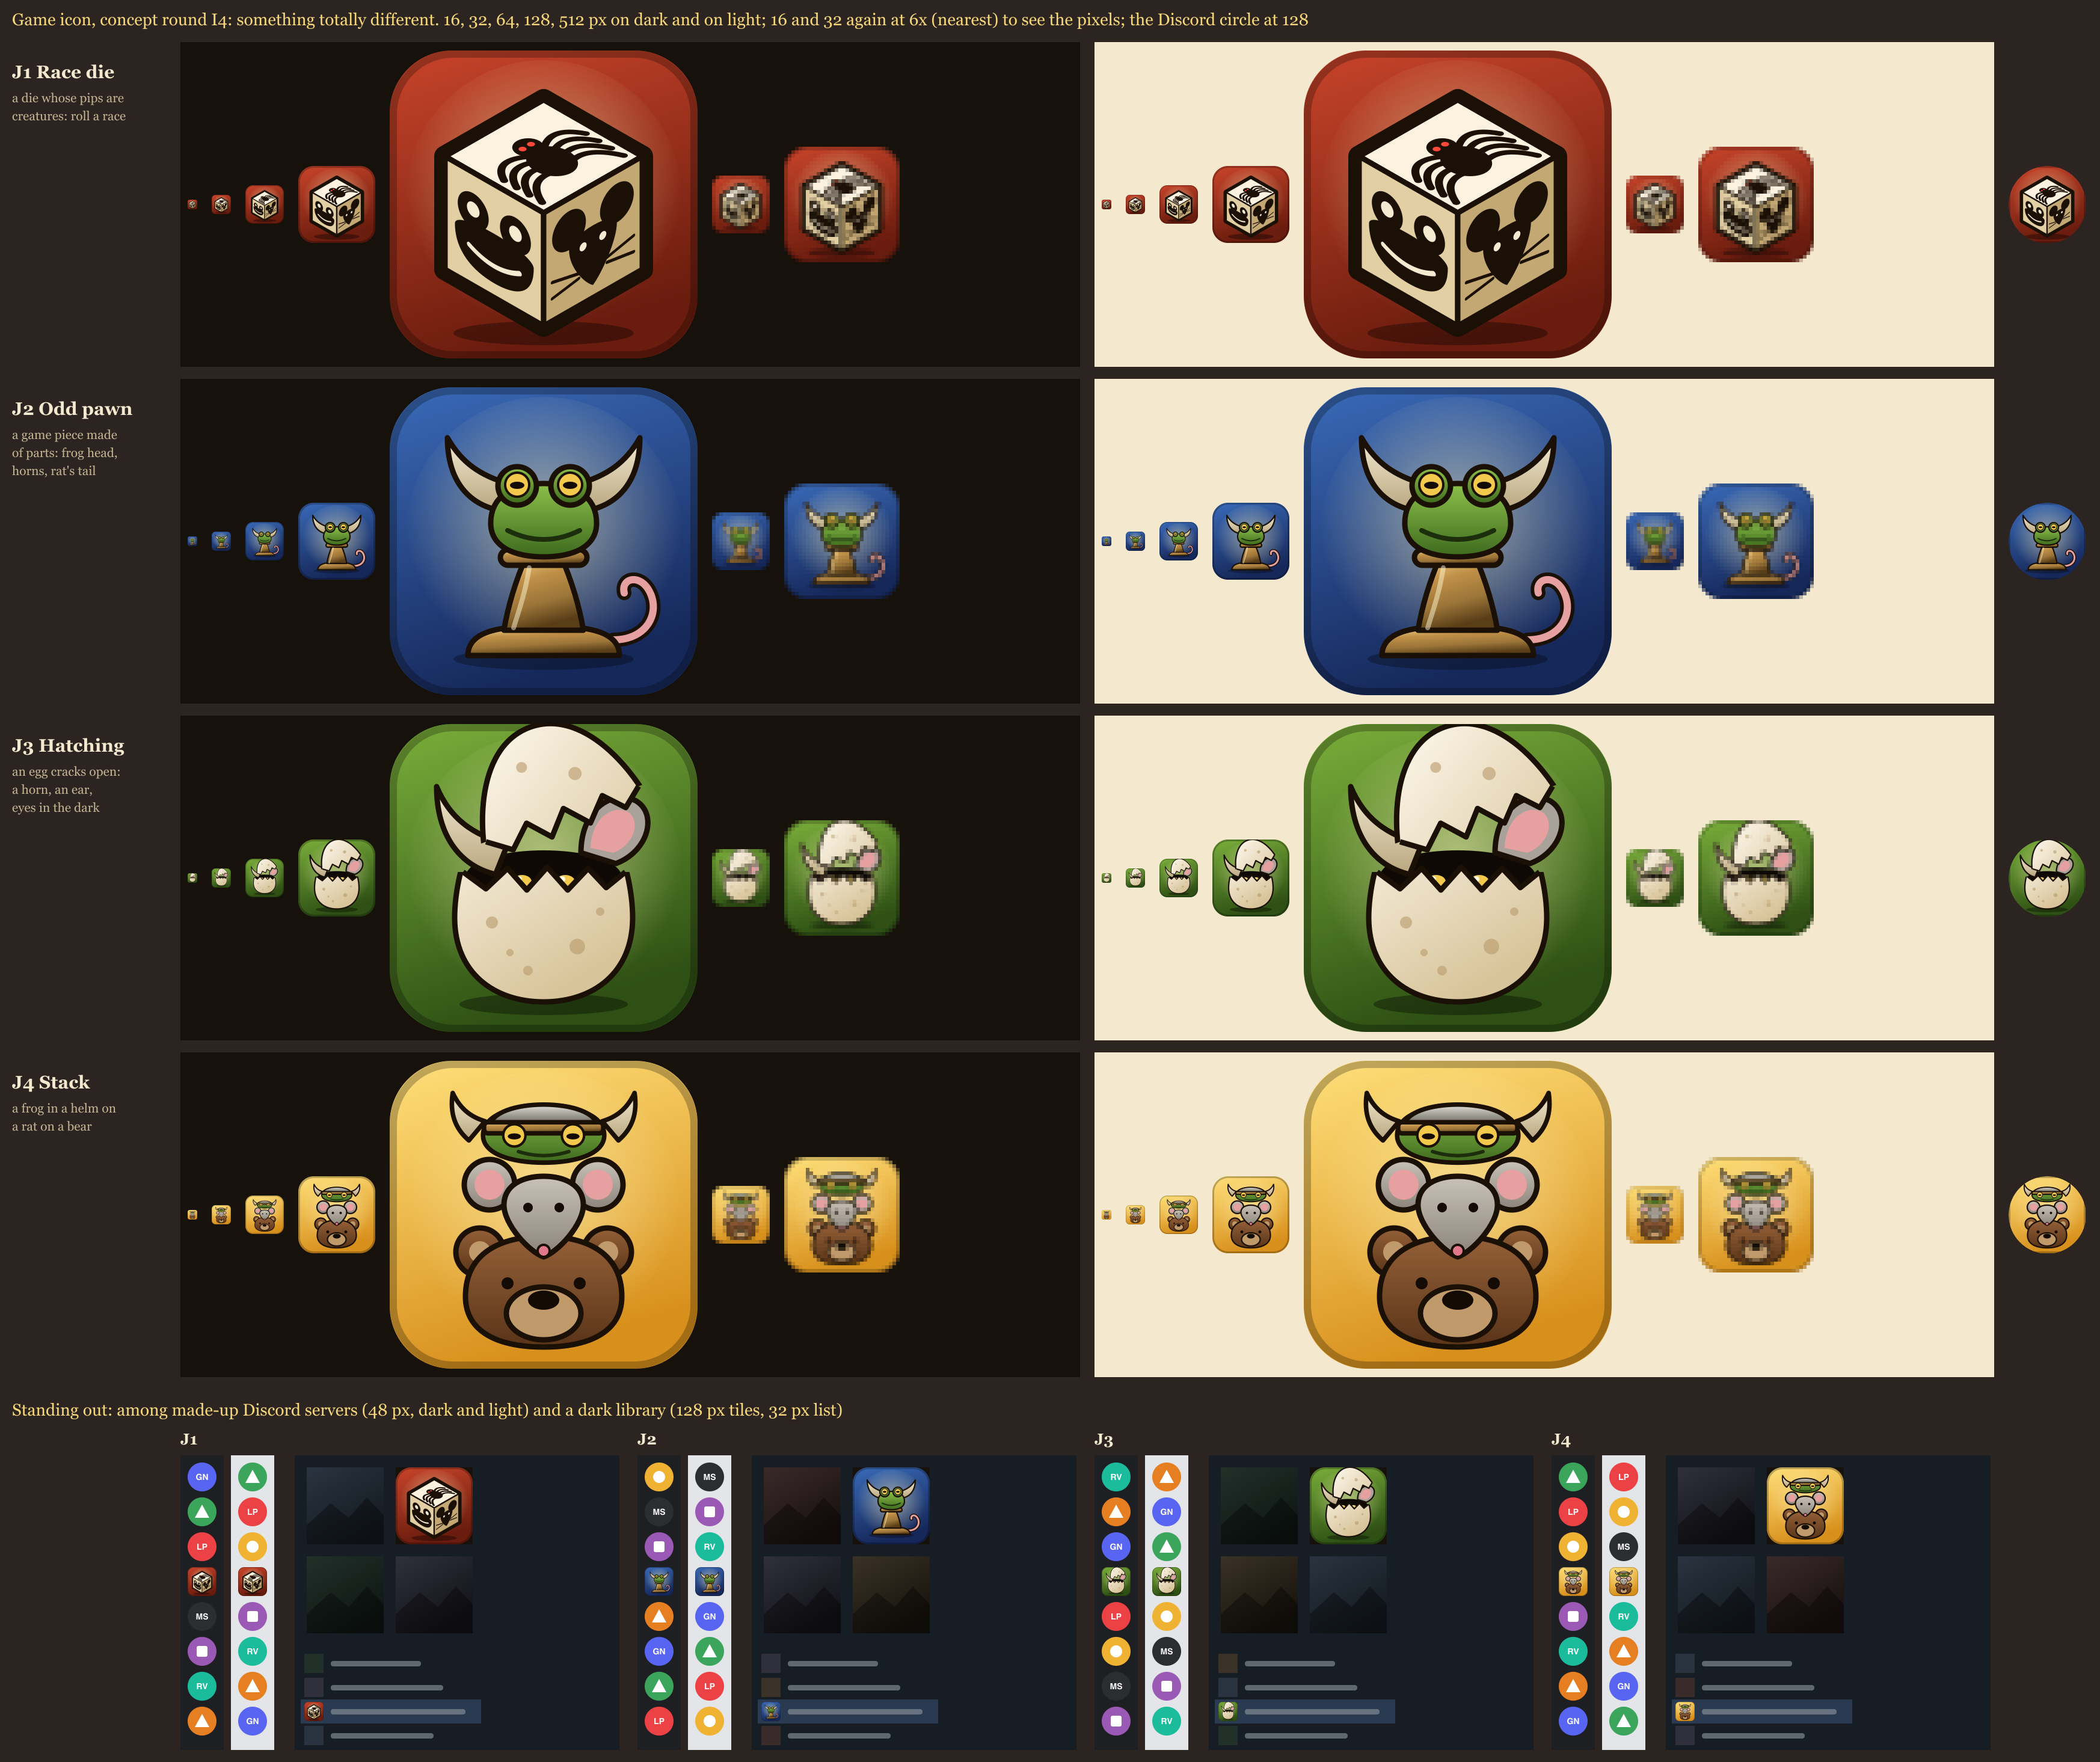 Game icon, concept round I4: something totally different. 16, 32, 64, 128, 512 px on dark and on light; 16 and 32 again at 6x (nearest) to see the pixels; the Discord circle at 128
J1 Race die
a die whose pips are
creatures: roll a race
J2 Odd pawn
a game piece made
of parts: frog head,
horns, rat's tail
J3 Hatching
an egg cracks open:
a horn, an ear,
eyes in the dark
J4 Stack
a frog in a helm on
a rat on a bear
Standing out: among made-up Discord servers (48 px, dark and light) and a dark library (128 px tiles, 32 px list)
J1
GN
LP
LP
MS
RV
RV
GN
J2
MS
MS
RV
GN
GN
LP
LP
J3
RV
LP
GN
GN
LP
MS
MS
RV
J4
LP
LP
MS
RV
RV
GN
GN